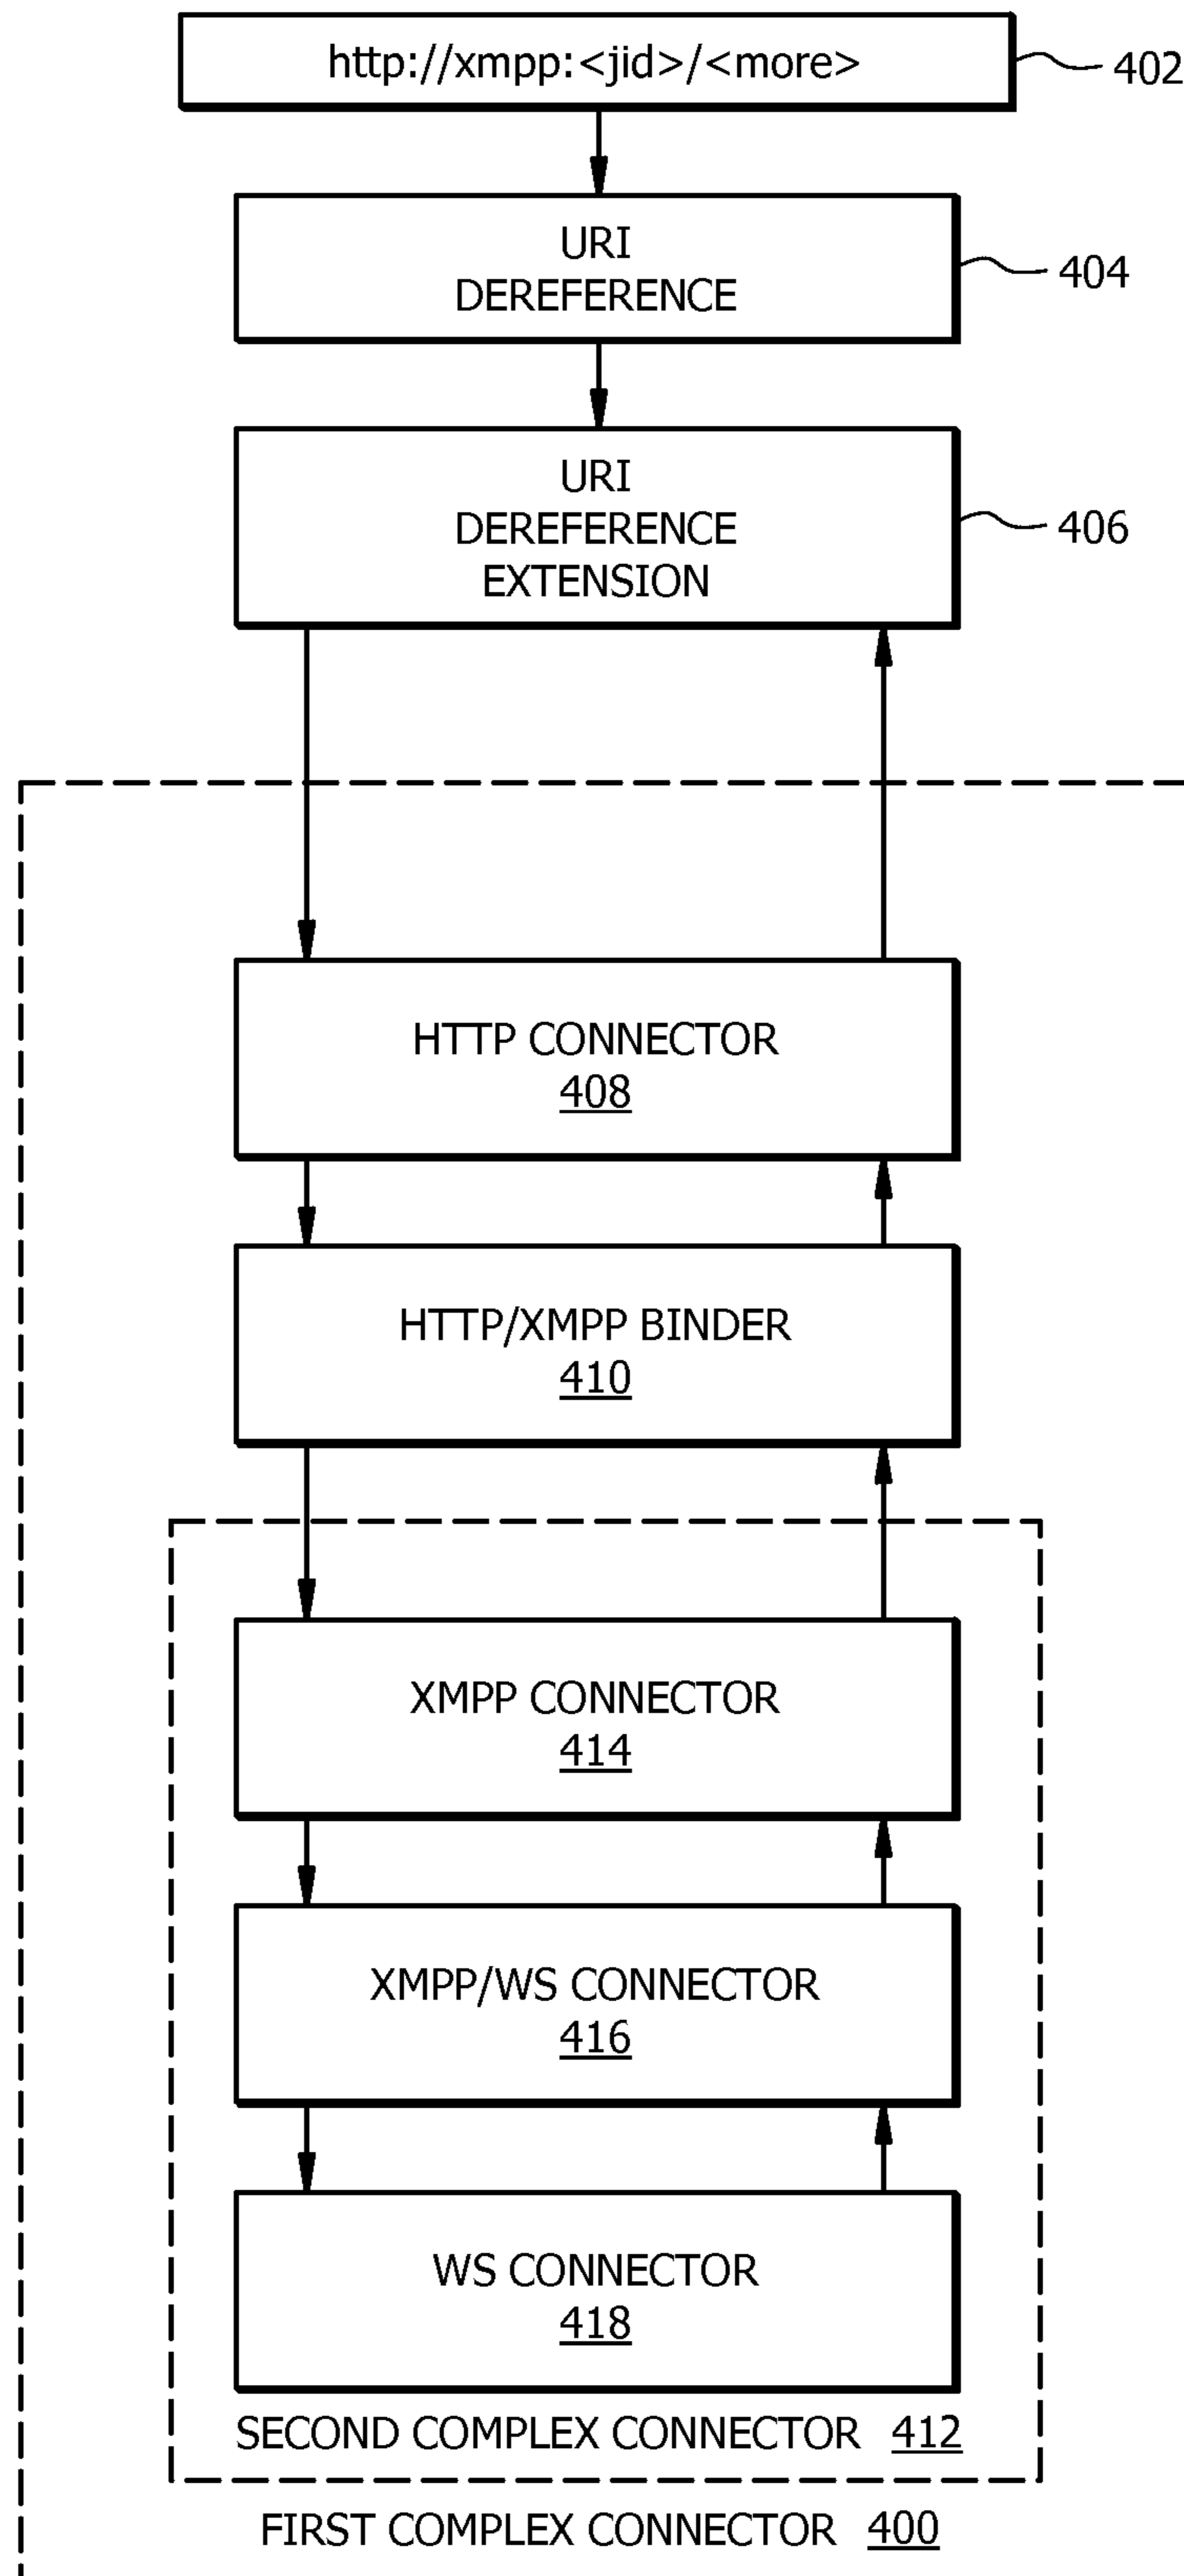 http://xmpp:<jid>/<more>
402
URI
DEREFERENCE
404
URI
DEREFERENCE
EXTENSION
406
HTTP CONNECTOR
408
HTTP/XMPP BINDER
410
XMPP CONNECTOR
414
XMPP/WS CONNECTOR
416
WS CONNECTOR
418
SECOND COMPLEX CONNECTOR 412
FIRST COMPLEX CONNECTOR 400